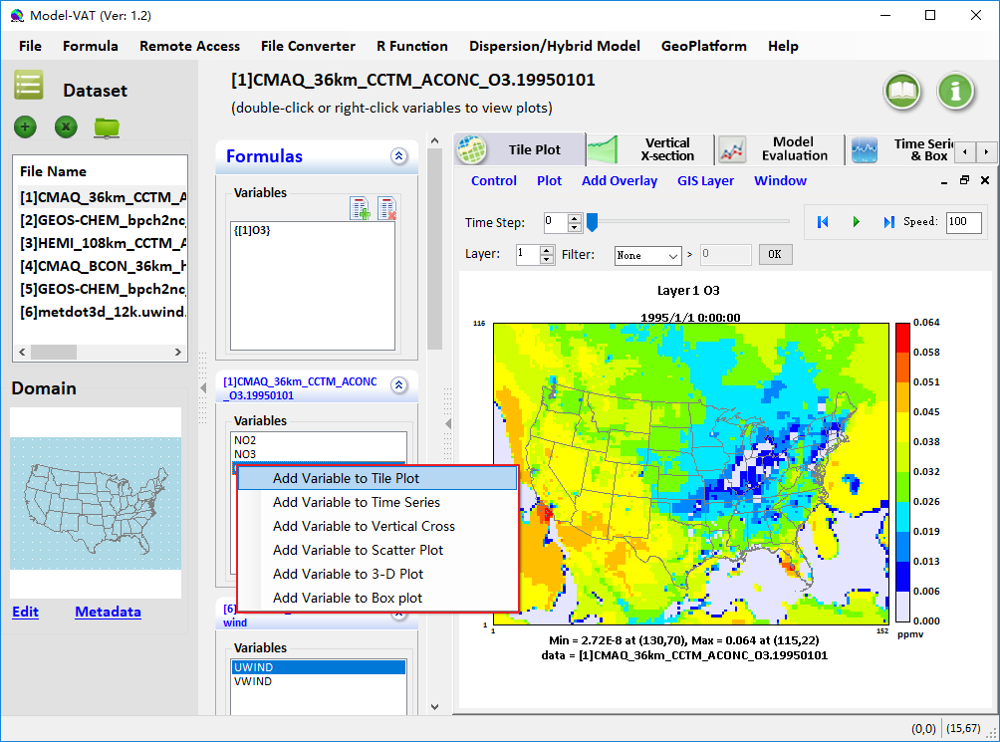 Model-VAT (Ver: 1.2)
File Formula Remote Access File Converter R Function Dispersion/Hybrid Model GeoPlatform Help
Dataset
File Name
[1]CMAQ_36km_CCTM_A
[2]GEOS-CHEM_bpch2nc
[3]HEMI_108km_CCTM_A
[4]CMAQ_BCON_36km_h
[5]GEOS-CHEM_bpch2nc
[6]metdot3d_12k.uwind.
Domain
Edit Metadata
[1]CMAQ_36km_CCTM_ACONC_O3.19950101
(double-click or right-click variables to view plots)
Formulas
Variables
{[1]O3}
[1]CMAQ_36km_CCTM_ACONC
_O3.19950101
Variables
NO2
NO3
Add Variable to Tile Plot
Add Variable to Time Series
Add Variable to Vertical Cross
Add Variable to Scatter Plot
Add Variable to 3-D Plot
Add Variable to Box plot
[6]
wind
Variables
UWIND
VWIND
Tile Plot
Vertical
X-section
Model
Evaluation
Time Seri
& Box
Control Plot Add Overlay GIS Layer Window
Time Step: 0 Speed: 100
Layer: 1 Filter: None > 0 OK
Layer 1 O3
1995/1/1 0:00:00
116
1
1
152
0.064
0.058
0.051
0.045
0.038
0.032
0.026
0.019
0.013
0.006
0.000
ppmv
Min = 2.72E-8 at (130,70), Max = 0.064 at (115,22)
data = [1]CMAQ_36km_CCTM_ACONC_O3.19950101
(0,0) (15,67)